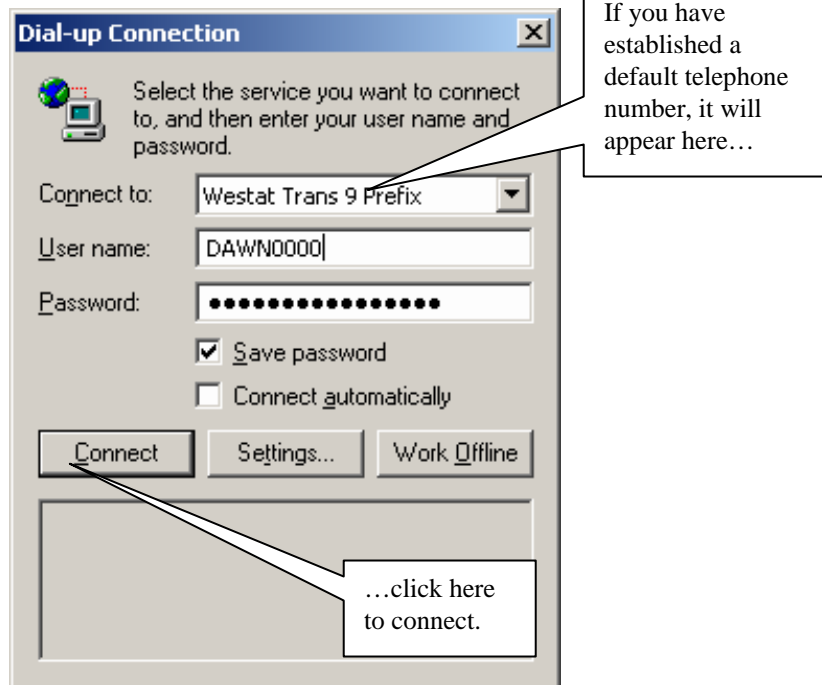 If you have
established a
default telephone
number, it will
appear here…
Dial-up Connection
Select the service you want to connect
to, and then enter your user name and
password.
Connect to: Westat Trans 9 Prefix
User name: DAWN0000
Password: ●●●●●●●●●●●●●●●●
Save password
Connect automatically
Connect Settings... Work Offline
…click here
to connect.